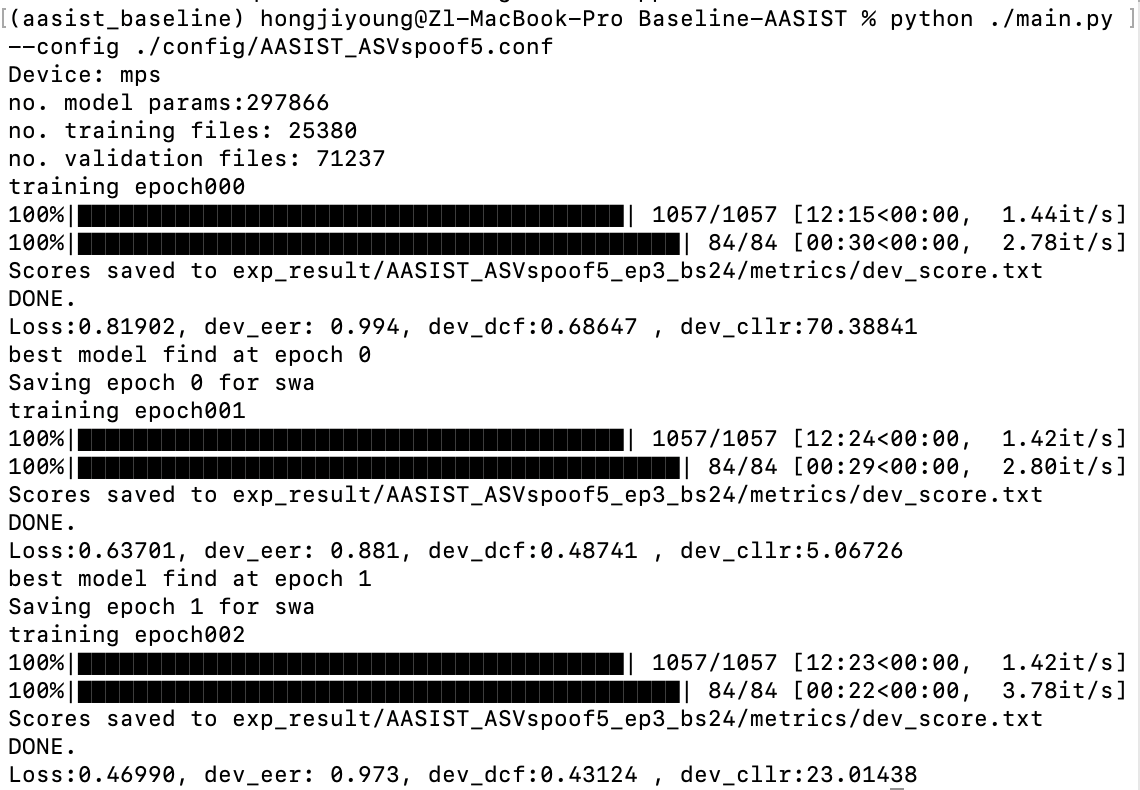 [(aasist_baseline) hongjiyoung@Zl-MacBook-Pro Baseline-AASIST % python ./main.py ]
--config ./config/AASIST_ASVspoof5.conf
Device: mps
no. model params:297866
no. training files: 25380
no. validation files: 71237
training epoch000
100%| | 1057/1057 [12:15<00:00, 1.44it/s]
100%| | 84/84 [00:30<00:00, 2.78it/s]
Scores saved to exp_result/AASIST_ASVspoof5_ep3_bs24/metrics/dev_score.txt
DONE.
Loss:0.81902, dev_eer: 0.994, dev_dcf:0.68647 , dev_cllr:70.38841
best model find at epoch 0
Saving epoch 0 for swa
training epoch001
100%| | 1057/1057 [12:24<00:00, 1.42it/s]
100%| | 84/84 [00:29<00:00, 2.80it/s]
Scores saved to exp_result/AASIST_ASVspoof5_ep3_bs24/metrics/dev_score.txt
DONE.
Loss:0.63701, dev_eer: 0.881, dev_dcf:0.48741 , dev_cllr:5.06726
best model find at epoch 1
Saving epoch 1 for swa
training epoch002
100%| | 1057/1057 [12:23<00:00, 1.42it/s]
100%| | 84/84 [00:22<00:00, 3.78it/s]
Scores saved to exp_result/AASIST_ASVspoof5_ep3_bs24/metrics/dev_score.txt
DONE.
Loss:0.46990, dev_eer: 0.973, dev_dcf:0.43124 , dev_cllr:23.01438